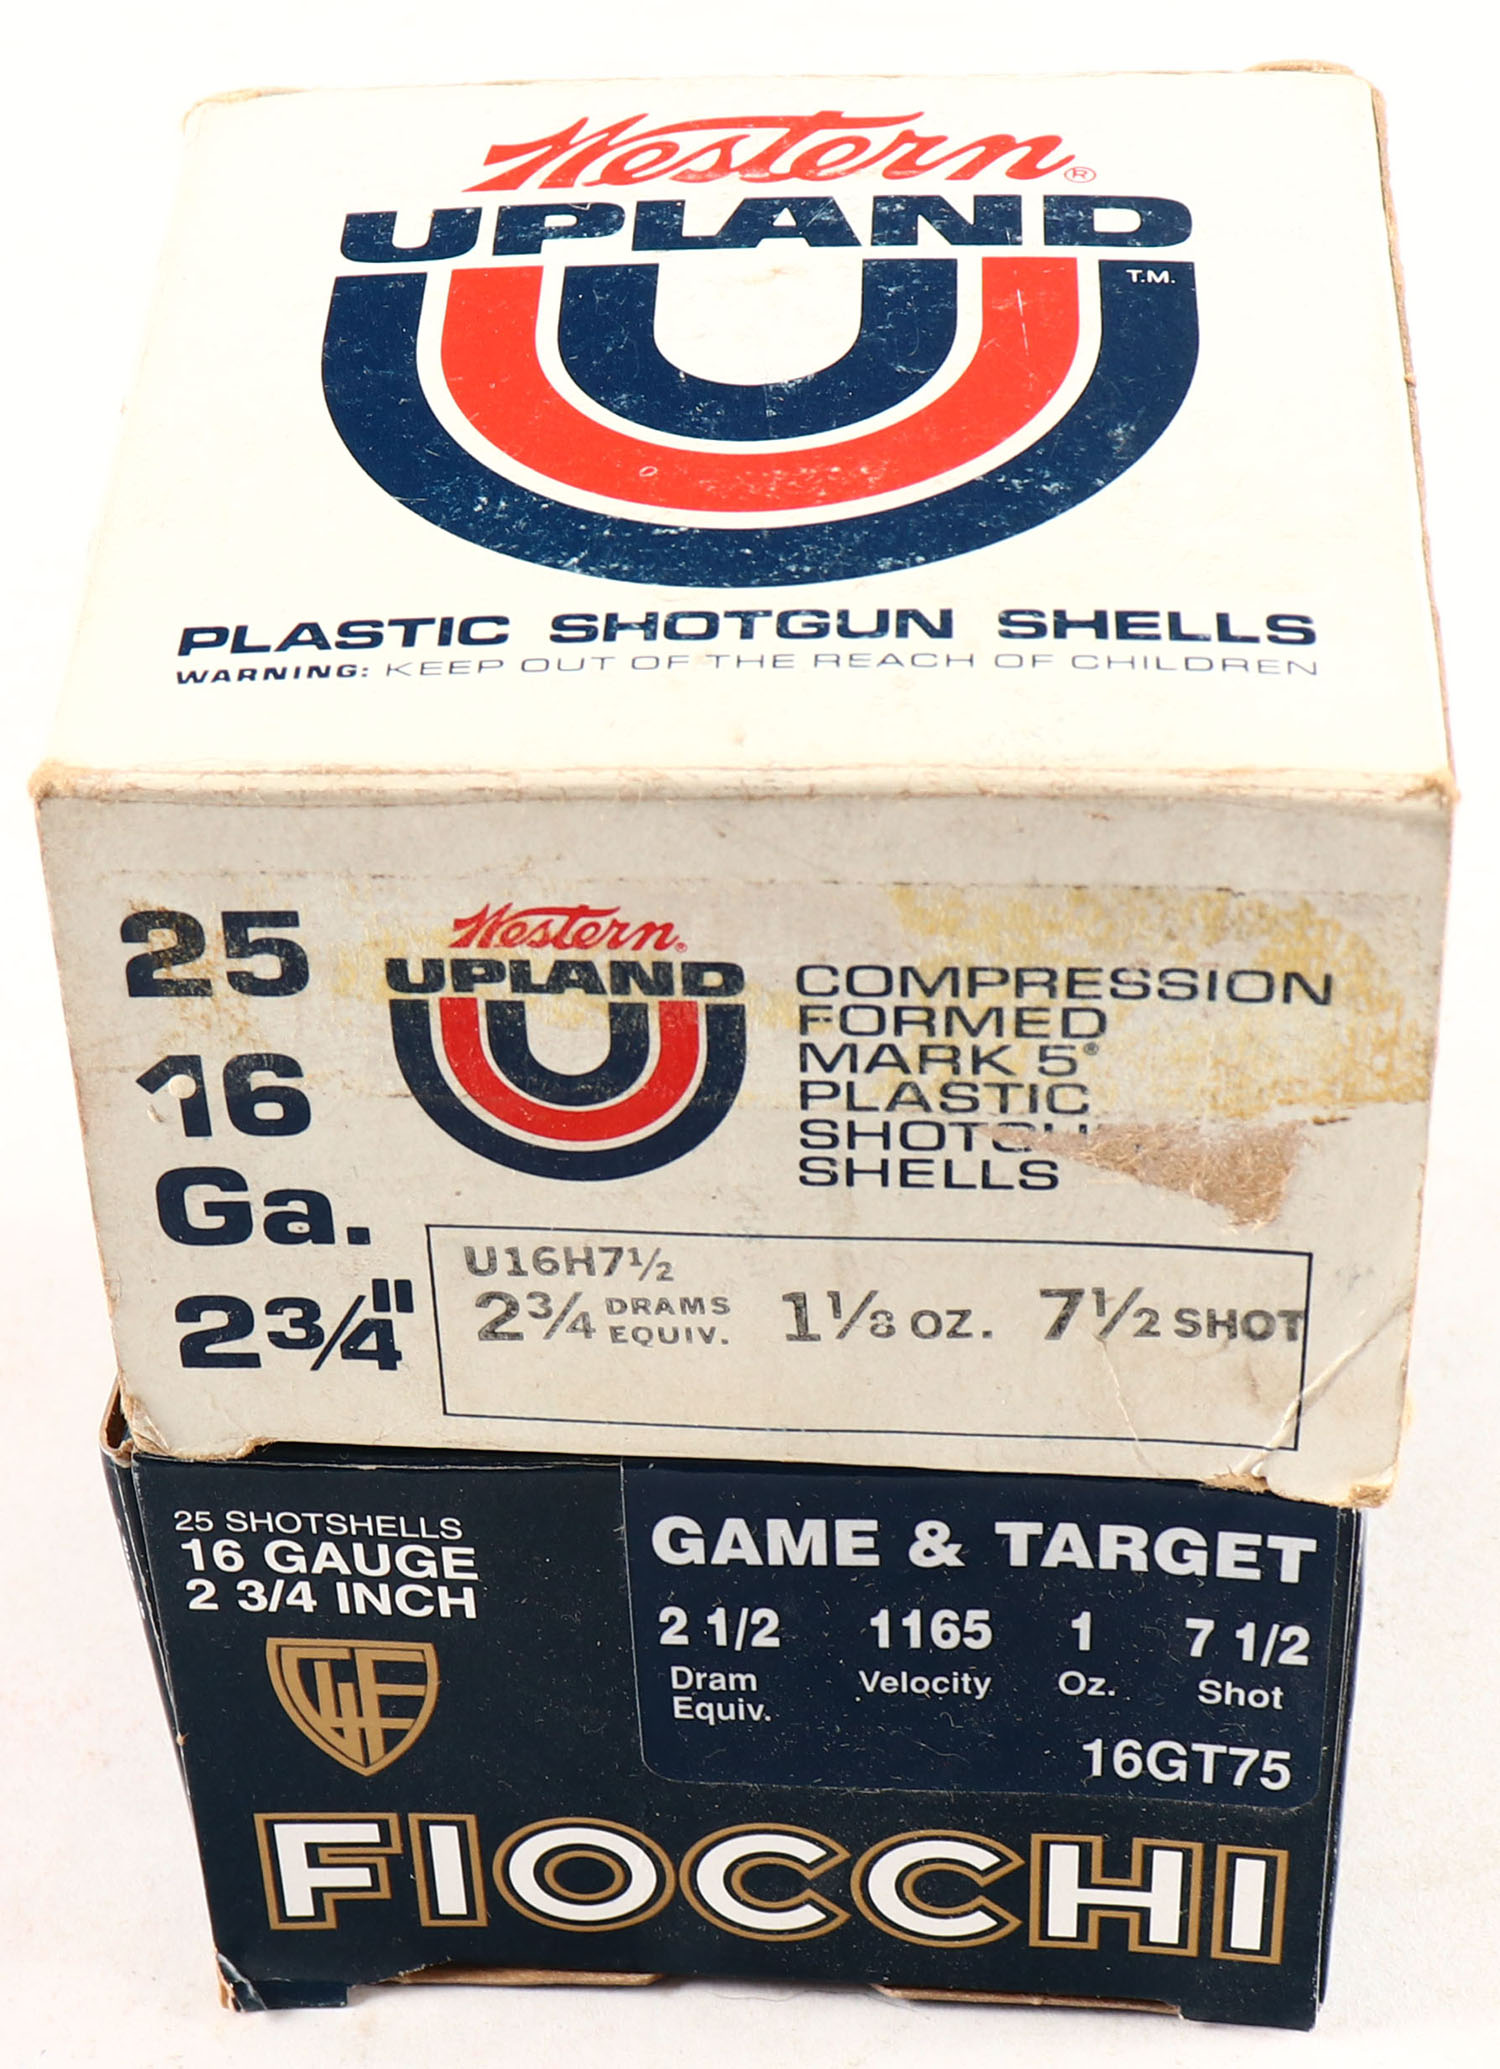 Western®
UPLAND
T.M.
PLASTIC SHOTGUN SHELLS
WARNING: KEEP OUT OF THE REACH OF CHILDREN
25
16
Ga.
2¾"
Western®
UPLAND
COMPRESSION
FORMED
MARK 5®
PLASTIC
SHELLS
U16H7½
2¾ DRAMS EQUIV. 1⅛ OZ. 7½ SHOT
25 SHOTSHELLS
16 GAUGE
2 3/4 INCH
GAME & TARGET
2 1/2 1165 1 7 1/2
Dram Equiv. Velocity Oz. Shot
16GT75
GFL
FIOCCHI